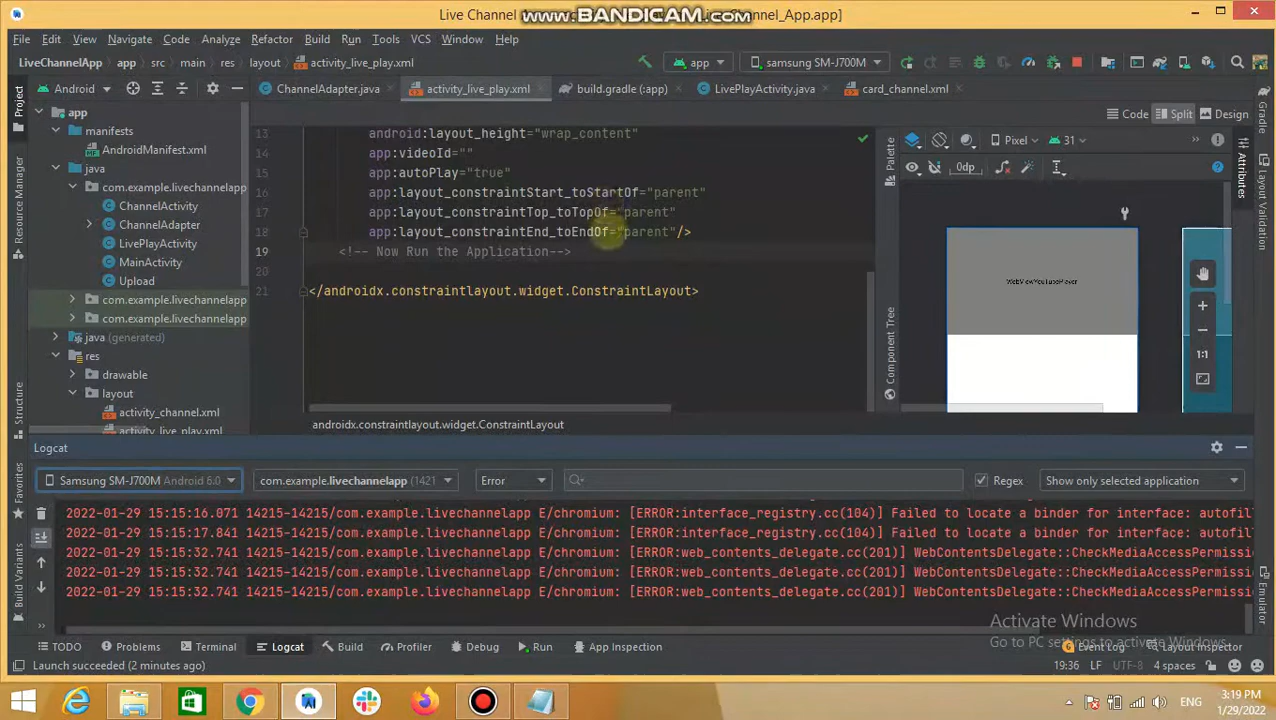 Live Channel
www.BANDICAM.com
Channel_App.app]
File Edit View Navigate Code Analyze Refactor Build Run Tools VCS Window Help
LiveChannelApp app src main res layout activity_live_play.xml app samsung SM-J700M
Project Android ChannelAdapter.java activity_live_play.xml build.gradle (:app) LivePlayActivity.java card_channel.xml Gradle
Code Split Design
app
manifests
AndroidManifest.xml
java
com.example.livechannelapp
ChannelActivity
ChannelAdapter
LivePlayActivity
MainActivity
Upload
com.example.livechannelapp
com.example.livechannelapp
java (generated)
res
drawable
layout
activity_channel.xml
activity_live_play.xml
Resource Manager
Structure
Favorites
Build Variants
13 android:layout_height="wrap_content"
14 app:videoId=""
15 app:autoPlay="true"
16 app:layout_constraintStart_toStartOf="parent"
17 app:layout_constraintTop_toTopOf="parent"
18 app:layout_constraintEnd_toEndOf="parent"/>
19 <!-- Now Run the Application-->
20
21 </androidx.constraintlayout.widget.ConstraintLayout>
androidx.constraintlayout.widget.ConstraintLayout
Palette
Component Tree
Pixel 31
0dp
WebViewYouTubePlayer
1:1
Attributes
Emulator
Logcat
Samsung SM-J700M Android 6.0 com.example.livechannelapp (1421 Error Regex Show only selected application
2022-01-29 15:15:16.071 14215-14215/com.example.livechannelapp E/chromium: [ERROR:interface_registry.cc(104)] Failed to locate a binder for interface: autofil
2022-01-29 15:15:17.841 14215-14215/com.example.livechannelapp E/chromium: [ERROR:interface_registry.cc(104)] Failed to locate a binder for interface: autofil
2022-01-29 15:15:32.741 14215-14215/com.example.livechannelapp E/chromium: [ERROR:web_contents_delegate.cc(201)] WebContentsDelegate::CheckMediaAccessPermissi
2022-01-29 15:15:32.741 14215-14215/com.example.livechannelapp E/chromium: [ERROR:web_contents_delegate.cc(201)] WebContentsDelegate::CheckMediaAccessPermissi
2022-01-29 15:15:32.741 14215-14215/com.example.livechannelapp E/chromium: [ERROR:web_contents_delegate.cc(201)] WebContentsDelegate::CheckMediaAccessPermissi
Activate Windows
Go to PC settings to activate Windows.
TODO Problems Terminal Logcat Build Profiler Debug Run App Inspection Event Log Layout Inspector
Launch succeeded (2 minutes ago) 19:36 LF UTF-8 4 spaces
ENG
3:19 PM
1/29/2022